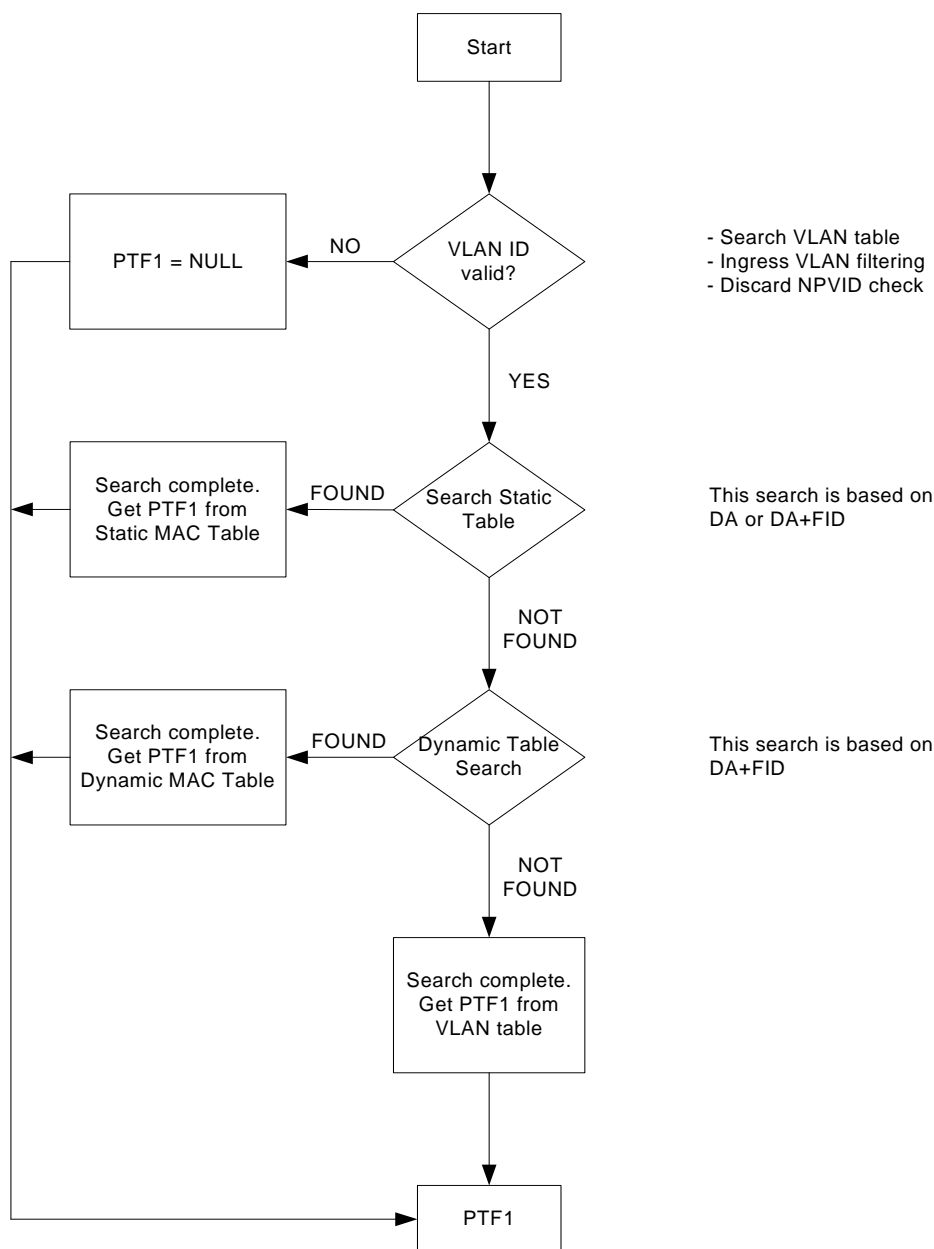 Start
PTF1 = NULL
NO
VLAN ID
valid?
- Search VLAN table
- Ingress VLAN filtering
- Discard NPVID check
YES
Search complete.
Get PTF1 from
Static MAC Table
FOUND
Search Static
Table
This search is based on
DA or DA+FID
NOT
FOUND
Search complete.
Get PTF1 from
Dynamic MAC Table
FOUND
Dynamic Table
Search
This search is based on
DA+FID
NOT
FOUND
Search complete.
Get PTF1 from
VLAN table
PTF1